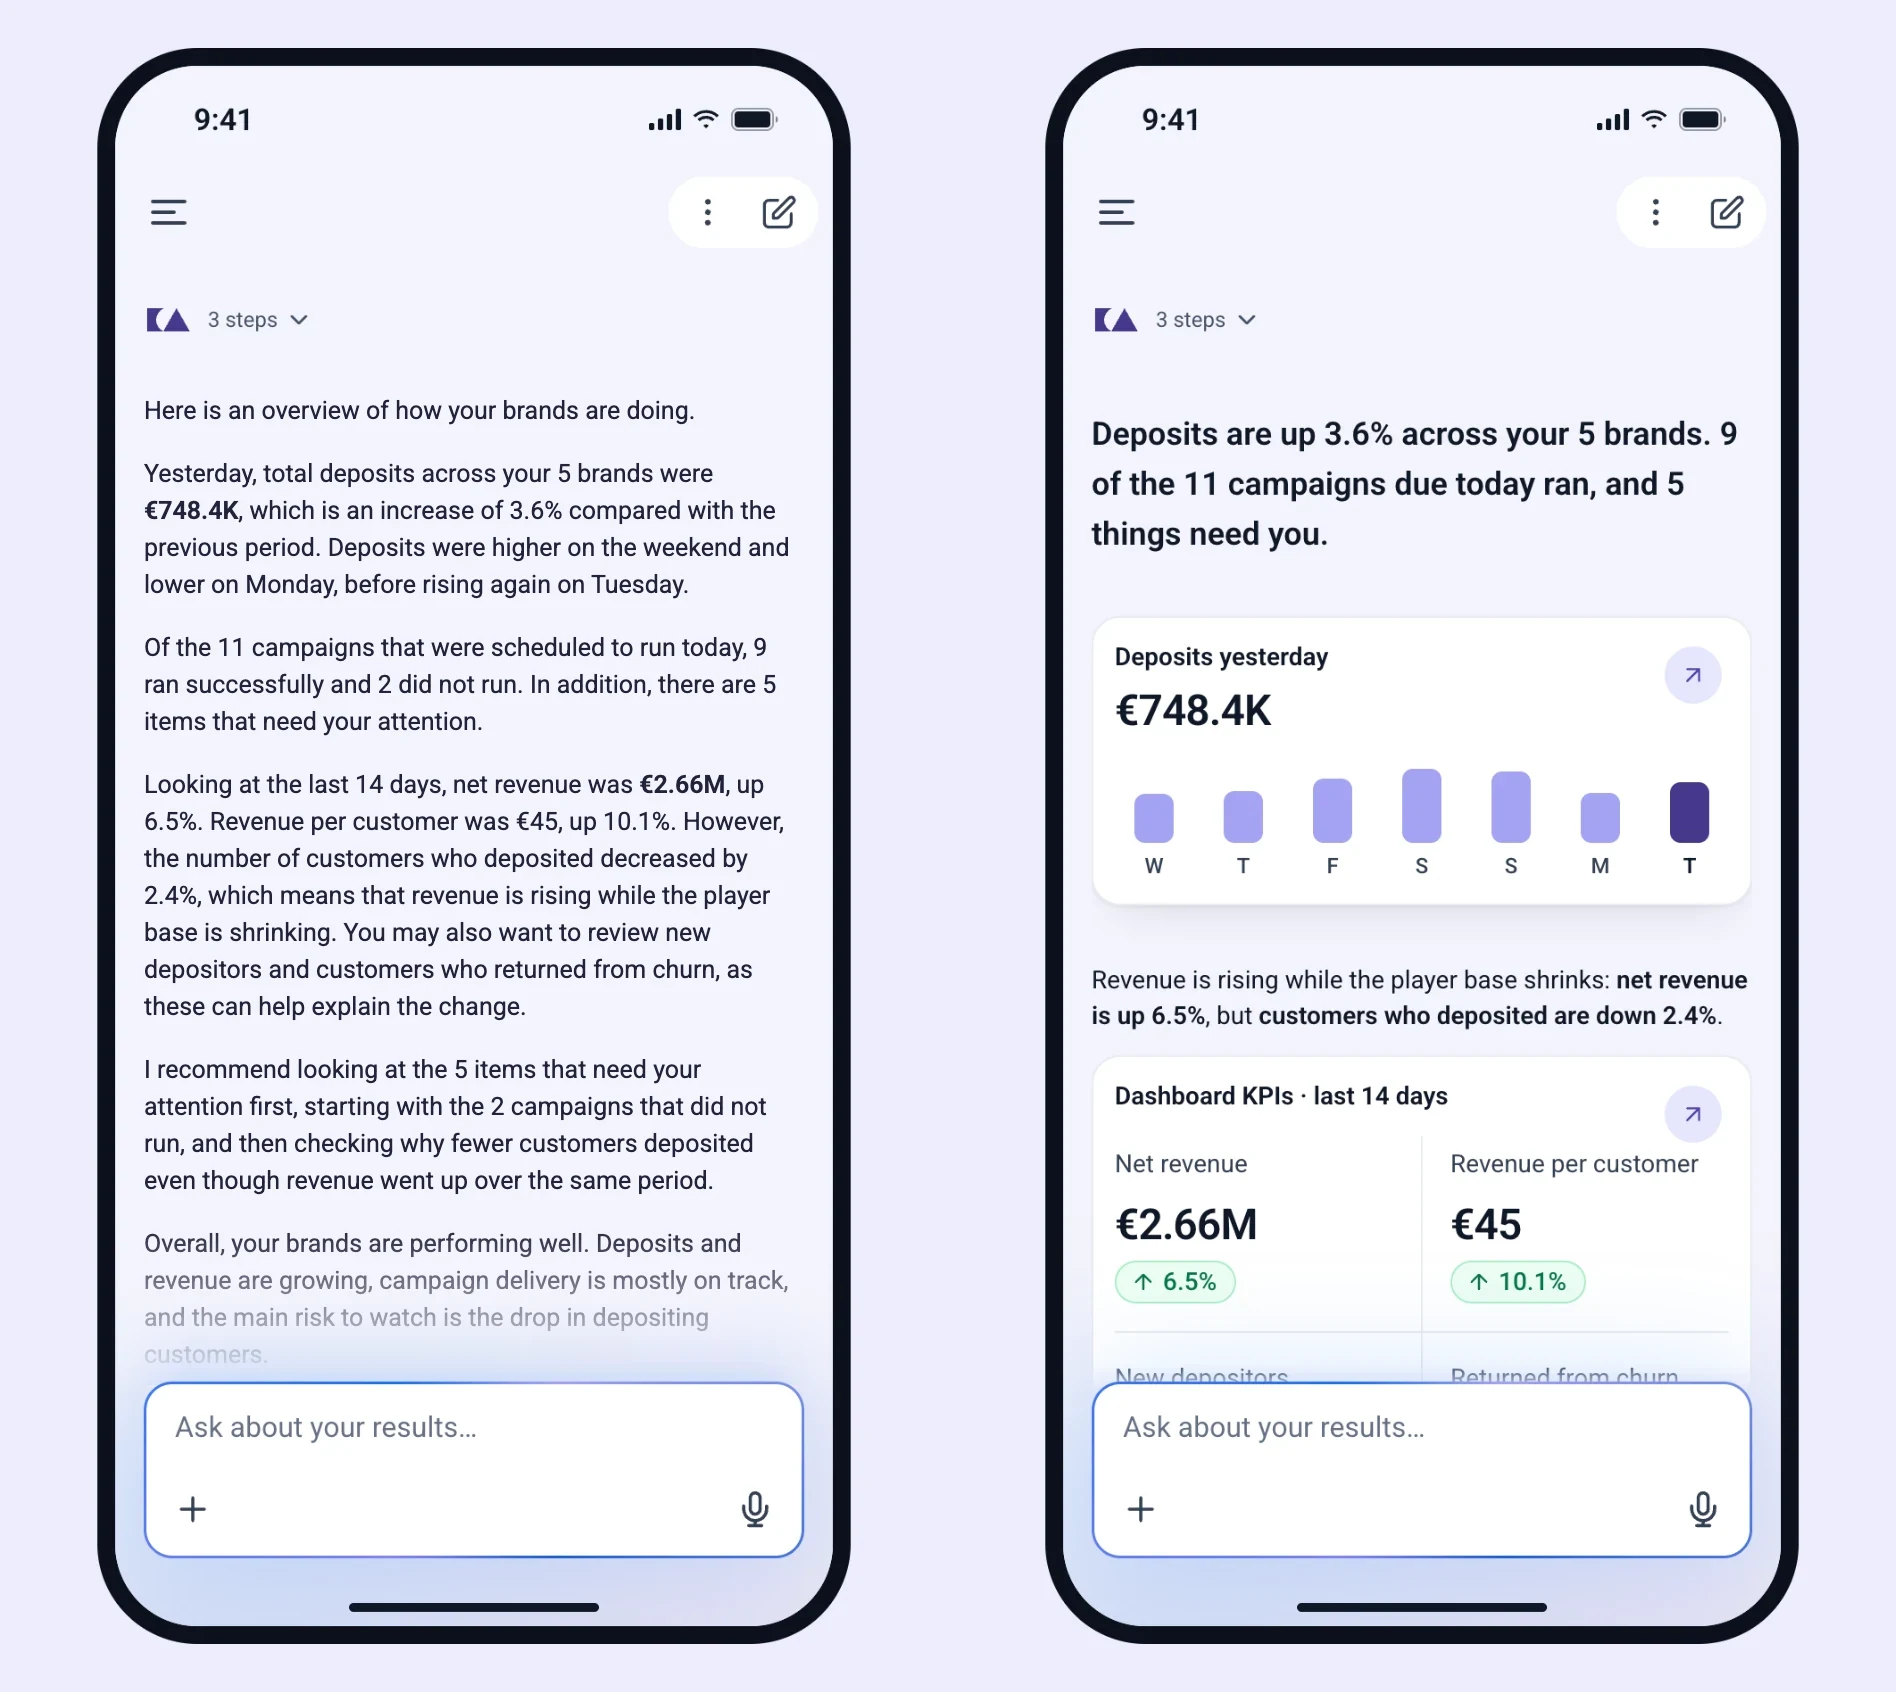 9:41
3 steps
Here is an overview of how your brands are doing.
Yesterday, total deposits across your 5 brands were
€748.4K, which is an increase of 3.6% compared with the
previous period. Deposits were higher on the weekend and
lower on Monday, before rising again on Tuesday.
Of the 11 campaigns that were scheduled to run today, 9
ran successfully and 2 did not run. In addition, there are 5
items that need your attention.
Looking at the last 14 days, net revenue was €2.66M, up
6.5%. Revenue per customer was €45, up 10.1%. However,
the number of customers who deposited decreased by
2.4%, which means that revenue is rising while the player
base is shrinking. You may also want to review new
depositors and customers who returned from churn, as
these can help explain the change.
I recommend looking at the 5 items that need your
attention first, starting with the 2 campaigns that did not
run, and then checking why fewer customers deposited
even though revenue went up over the same period.
Overall, your brands are performing well. Deposits and
revenue are growing, campaign delivery is mostly on track,
and the main risk to watch is the drop in depositing
customers.
Ask about your results…
9:41
3 steps
Deposits are up 3.6% across your 5 brands. 9
of the 11 campaigns due today ran, and 5
things need you.
Deposits yesterday
€748.4K
W T F S S M T
Revenue is rising while the player base shrinks: net revenue
is up 6.5%, but customers who deposited are down 2.4%.
Dashboard KPIs · last 14 days
Net revenue
€2.66M
↑ 6.5%
Revenue per customer
€45
↑ 10.1%
New depositors
Returned from churn
Ask about your results…